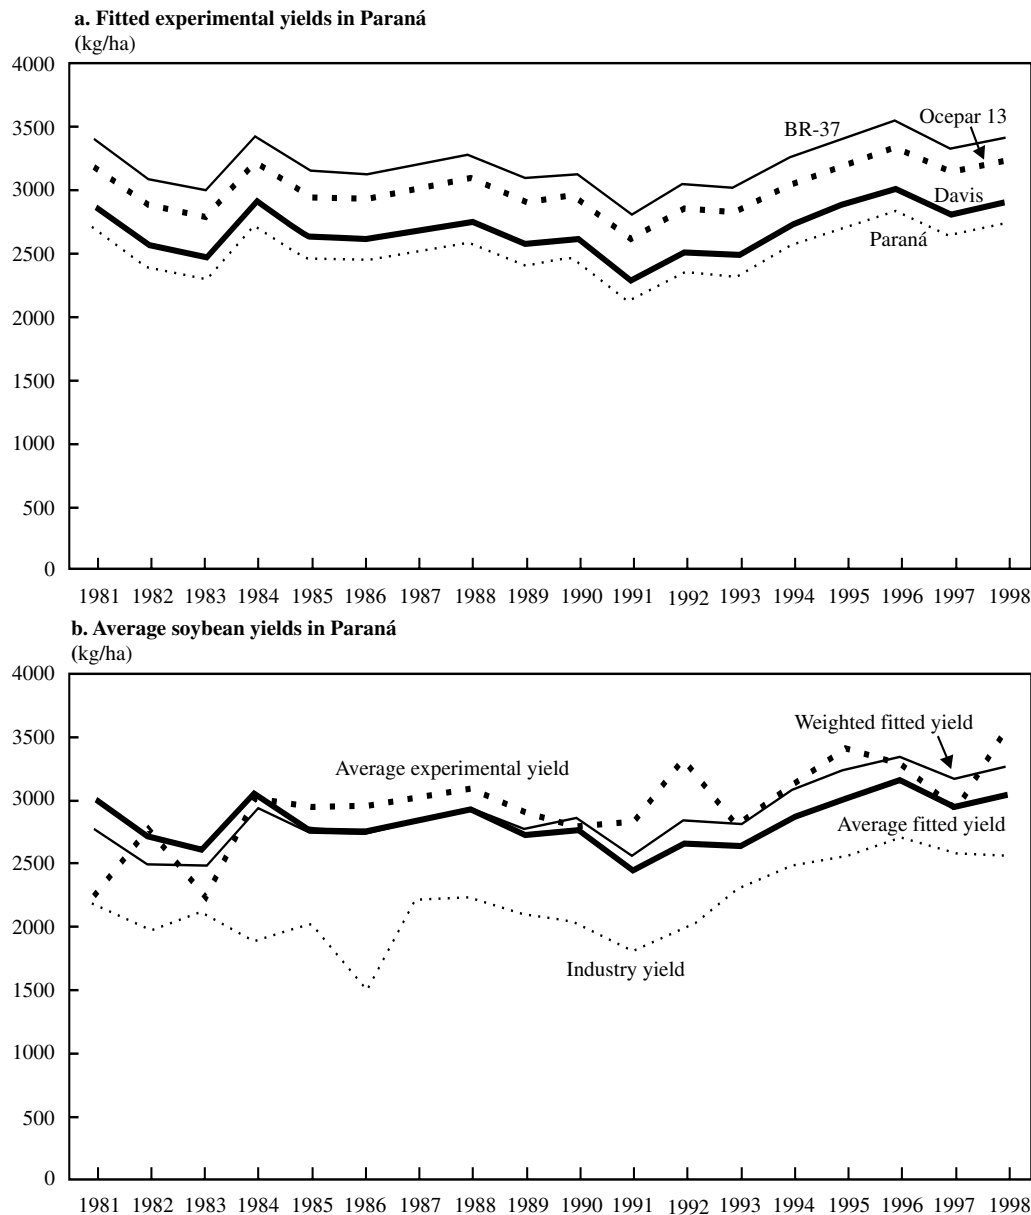 a. Fitted experimental yields in Paraná
(kg/ha)
4000
3500
3000
2500
2000
1500
1000
500
0
BR-37
Ocepar 13
Davis
Paraná
1981 1982 1983 1984 1985 1986 1987 1988 1989 1990 1991 1992 1993 1994 1995 1996 1997 1998
b. Average soybean yields in Paraná
(kg/ha)
4000
3500
3000
2500
2000
1500
1000
500
0
Weighted fitted yield
Average experimental yield
Average fitted yield
Industry yield
1981 1982 1983 1984 1985 1986 1987 1988 1989 1990 1991 1992 1993 1994 1995 1996 1997 1998